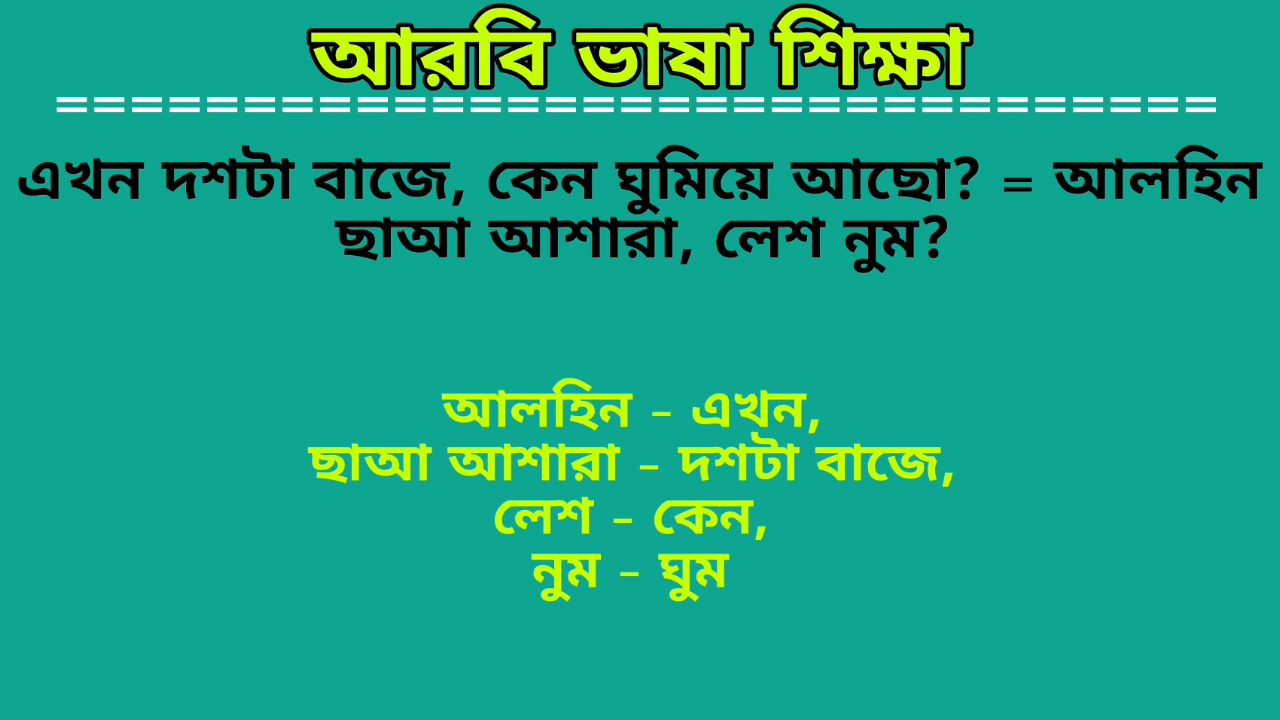 আরবি ভাষা শিক্ষা
===============================
এখন দশটা বাজে, কেন ঘুমিয়ে আছো? = আলহিন
ছাআ আশারা, লেশ নুম?
আলহিন - এখন,
ছাআ আশারা - দশটা বাজে,
লেশ - কেন,
নুম - ঘুম